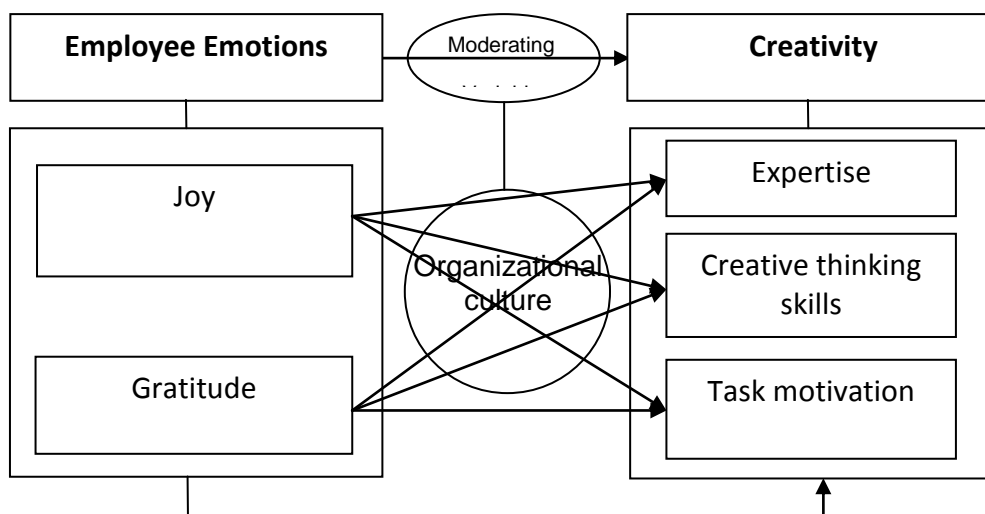 Employee Emotions
Moderating
Creativity
Joy
Expertise
Organizational
culture
Creative thinking
skills
Gratitude
Task motivation